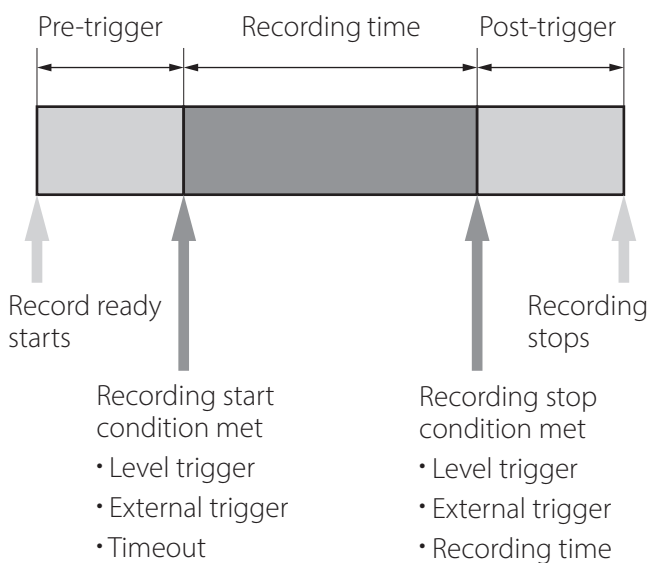 Pre-trigger
Recording time
Post-trigger
Record ready
starts
Recording
stops
Recording start
condition met
• Level trigger
• External trigger
• Timeout
Recording stop
condition met
• Level trigger
• External trigger
• Recording time